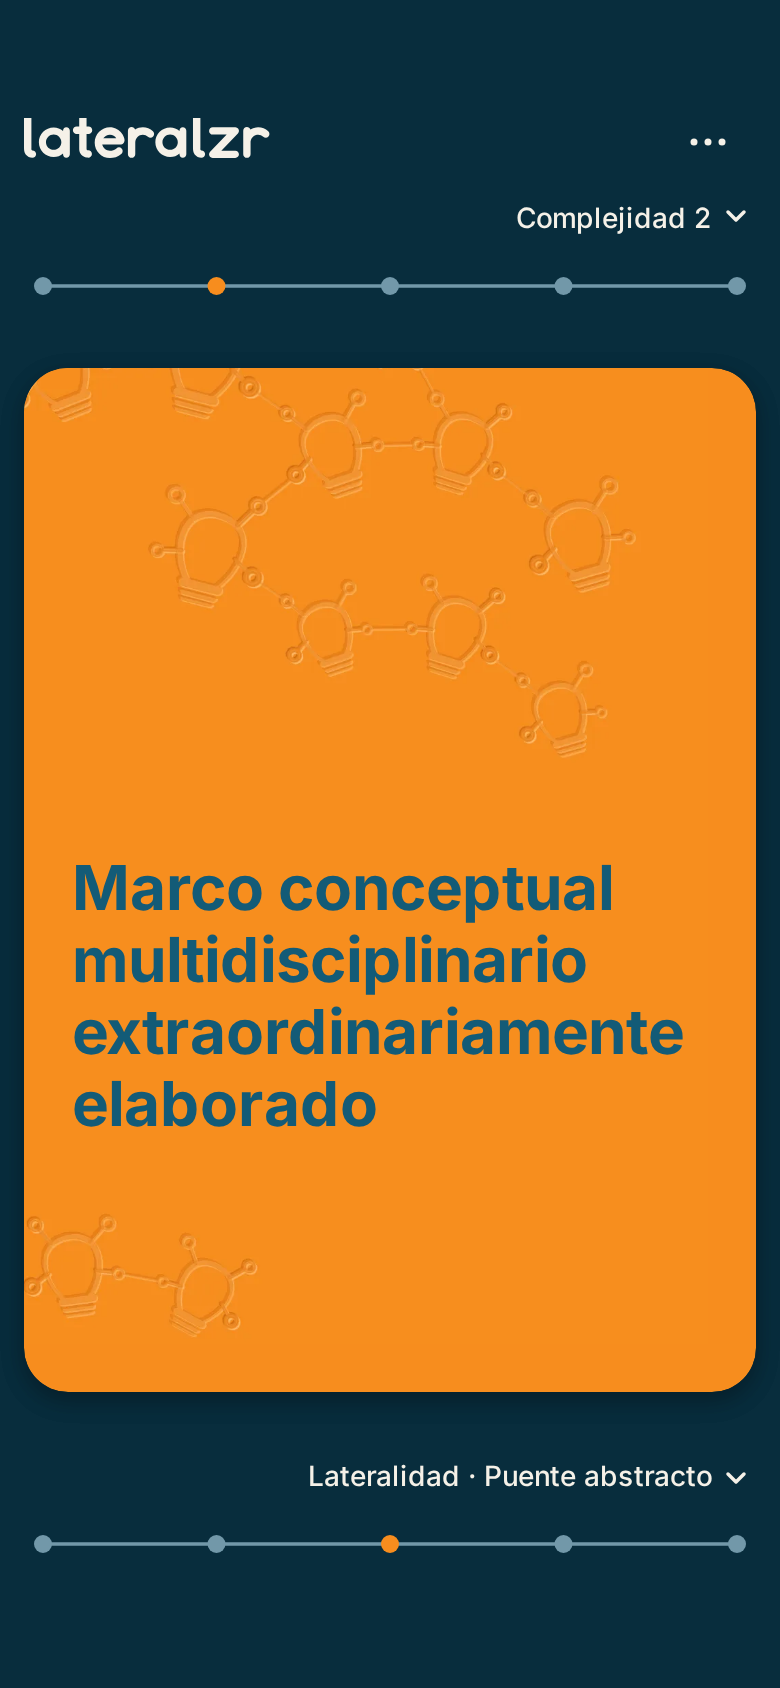 lateralzr
Complejidad 2
Marco conceptual
multidisciplinario
extraordinariamente
elaborado
Lateralidad · Puente abstracto